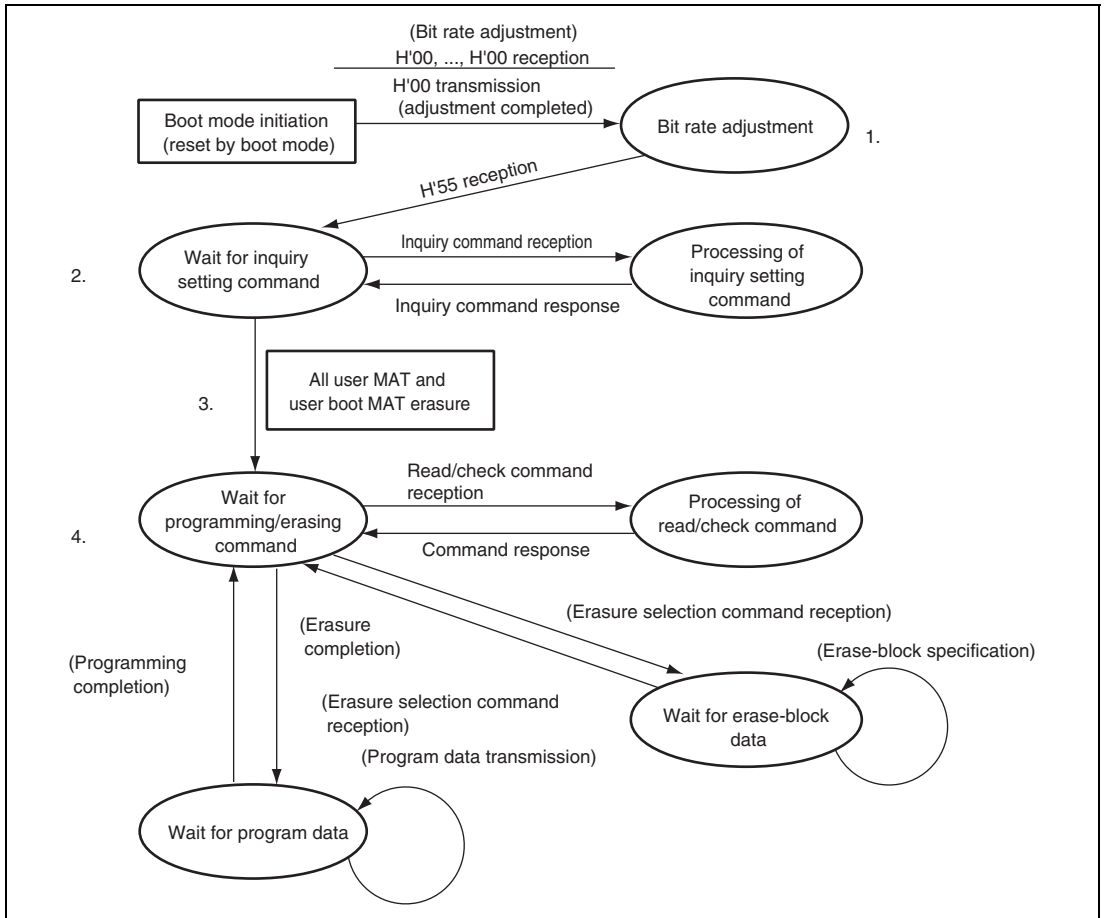 (Bit rate adjustment)
H'00, ..., H'00 reception
H'00 transmission
(adjustment completed)
Boot mode initiation
(reset by boot mode)
Bit rate adjustment
1.
H'55 reception
2.
Wait for inquiry
setting command
Inquiry command reception
Inquiry command response
Processing of
inquiry setting
command
3.
All user MAT and
user boot MAT erasure
4.
Wait for
programming/erasing
command
Read/check command
reception
Command response
Processing of
read/check command
(Erasure selection command reception)
(Erasure
completion)
(Programming
completion)
(Erase-block specification)
Wait for erase-block
data
(Erasure selection command
reception)
(Program data transmission)
Wait for program data